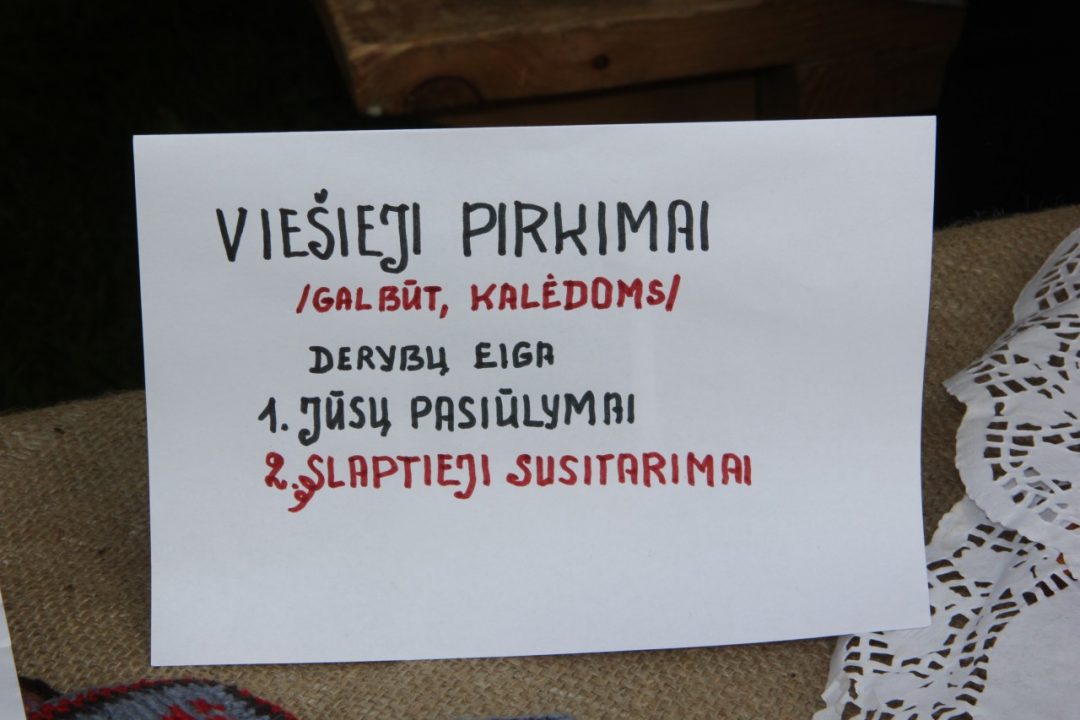 VIEŠIEJI PIRKIMAI
/GALBŪT, KALĖDOMS/
DERYBŲ EIGA
1. JŪSŲ PASIŪLYMAI
2. SLAPTIEJI SUSITARIMAI